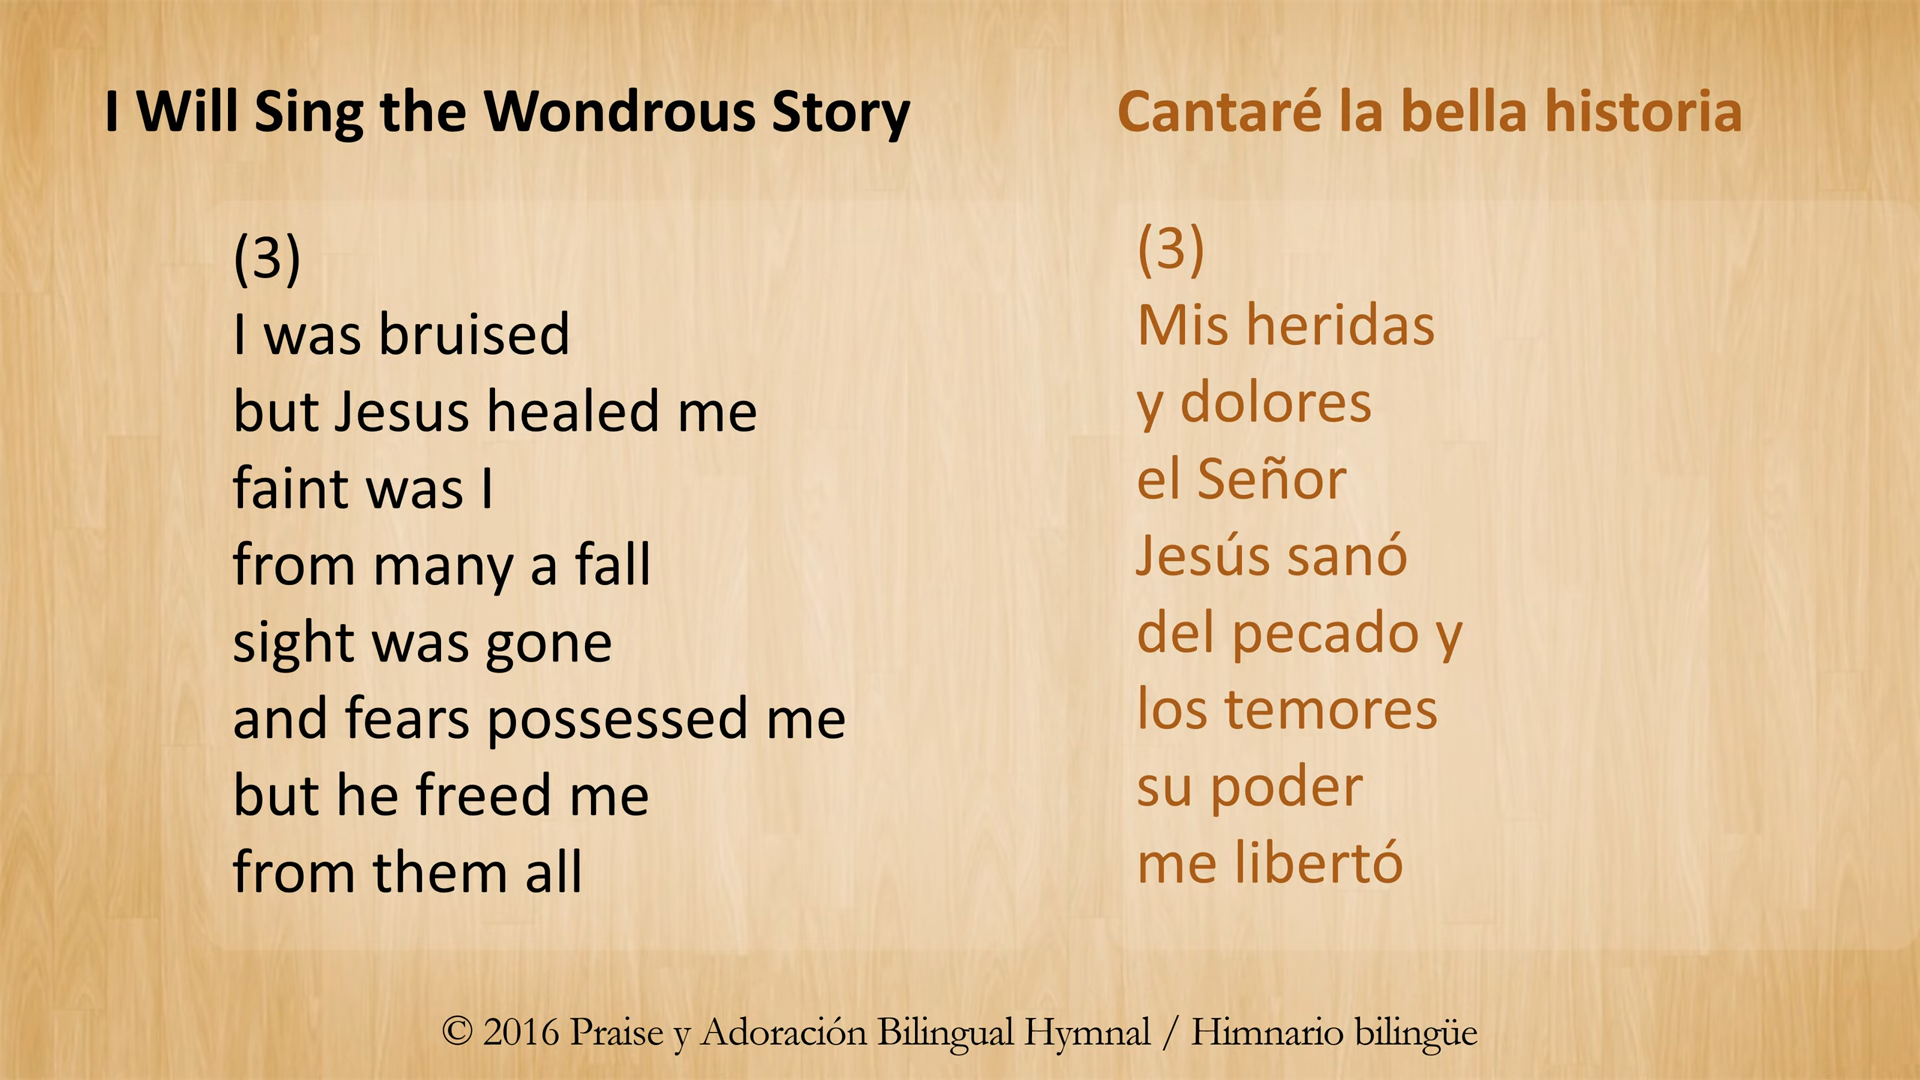 I Will Sing the Wondrous Story
(3)
I was bruised
but Jesus healed me
faint was I
from many a fall
sight was gone
and fears possessed me
but he freed me
from them all
Cantaré la bella historia
(3)
Mis heridas
y dolores
el Señor
Jesús sanó
del pecado y
los temores
su poder
me libertó
© 2016 Praise y Adoración Bilingual Hymnal / Himnario bilingüe